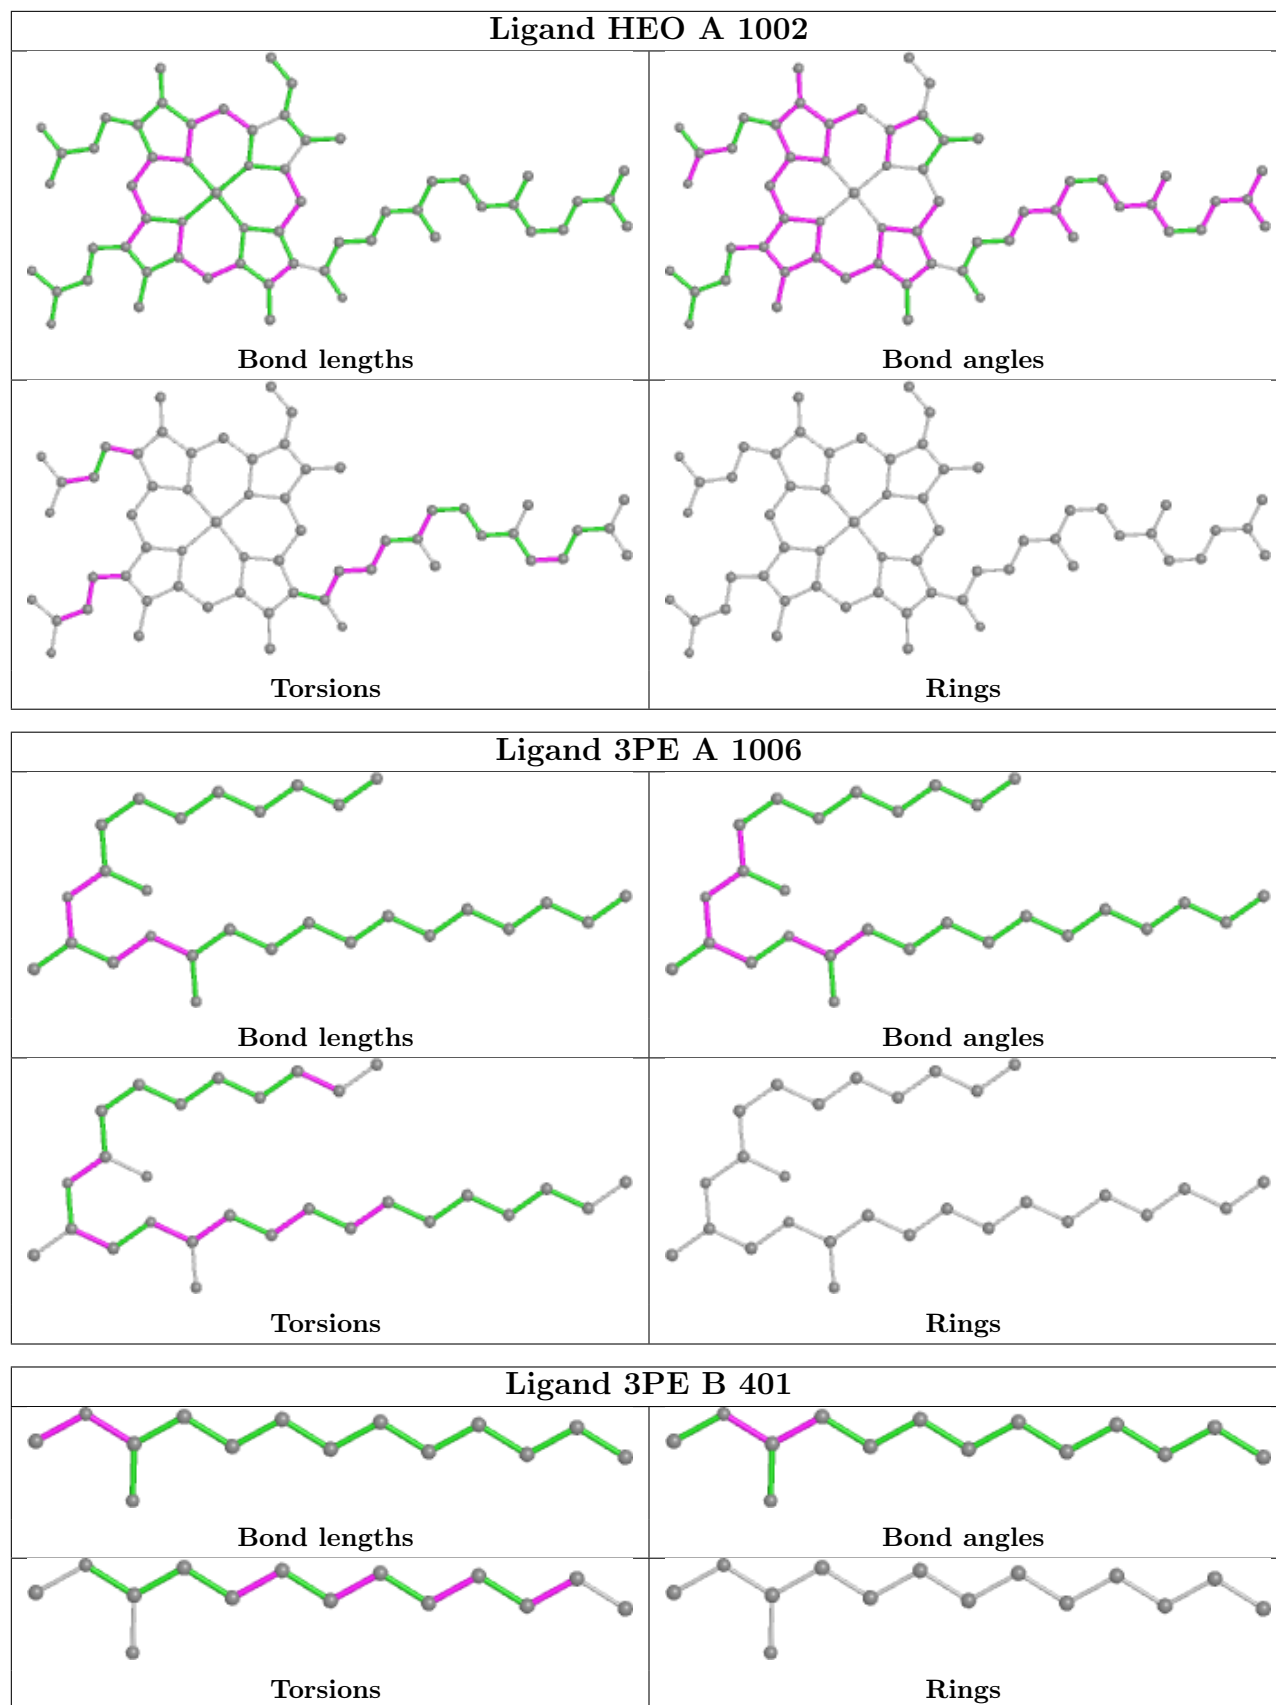 Ligand HEO A 1002
Bond lengths
Bond angles
Torsions
Rings
Ligand 3PE A 1006
Bond lengths
Bond angles
Torsions
Rings
Ligand 3PE B 401
Bond lengths
Bond angles
Torsions
Rings